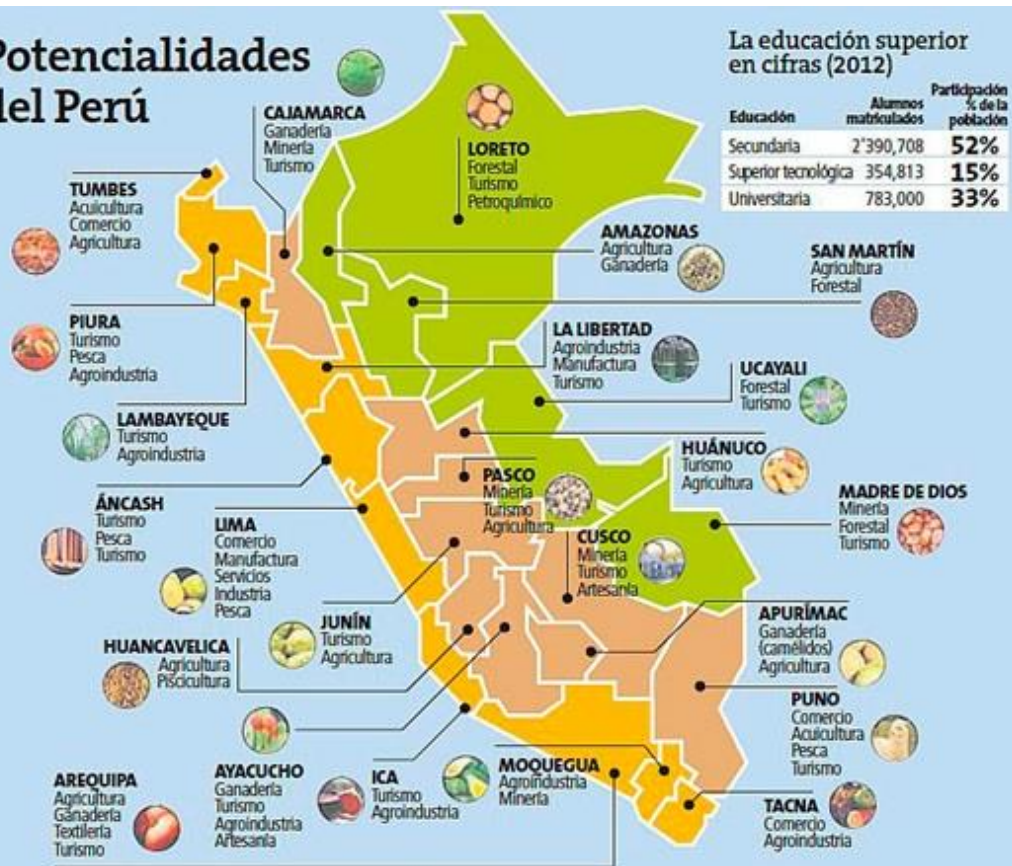 Potencialidades
del Perú
La educación superior
en cifras (2012)
Educación Alumnos matriculados Participación % de la población
Secundaria 2"390,708 52%
Superior tecnológica 354,813 15%
Universitaria 783,000 33%
CAJAMARCA
Ganadería
Minería
Turismo
LORETO
Forestal
Turismo
Petroquímico
TUMBES
Acuicultura
Comercio
Agricultura
AMAZONAS
Agricultura
Ganadería
SAN MARTÍN
Agricultura
Forestal
PIURA
Turismo
Pesca
Agroindustria
LA LIBERTAD
Agroindustria
Manufactura
Turismo
UCAYALI
Forestal
Turismo
LAMBAYEQUE
Turismo
Agroindustria
HUÁNUCO
Turismo
Agricultura
PASCO
Minería
Turismo
Agricultura
MADRE DE DIOS
Minería
Forestal
Turismo
ÁNCASH
Turismo
Pesca
Turismo
LIMA
Comercio
Manufactura
Servicios
Industria
Pesca
CUSCO
Minería
Turismo
Artesanía
JUNÍN
Turismo
Agricultura
APURÍMAC
Ganadería
(camélidos)
Agricultura
HUANCAVELICA
Agricultura
Piscicultura
PUNO
Comercio
Acuicultura
Pesca
Turismo
AREQUIPA
Agricultura
Ganadería
Textilería
Turismo
AYACUCHO
Ganadería
Turismo
Agroindustria
Artesanía
ICA
Turismo
Agroindustria
MOQUEGUA
Agroindustria
Minería
TACNA
Comercio
Agroindustria